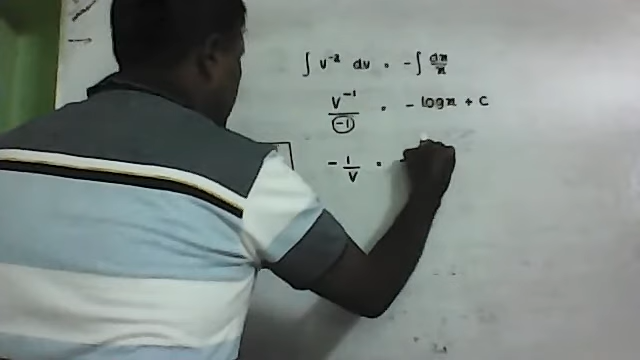 ∫ v⁻² dv = - ∫ dx/x
v⁻¹/(-1) = - log x + c
- 1/v = -